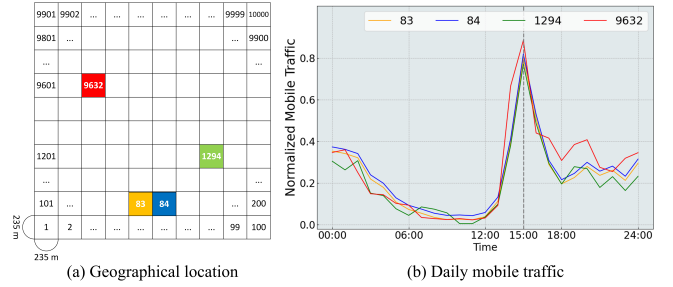 9901 9902 ... ... ... 9999 10000
9801 ... ... 9900
... ...
9601 9632
1201 1294
... ...
101 ... 83 84 ... 200
1 2 ... ... ... ... 99 100
235 m
235 m
(a) Geographical location
83 84 1294 9632
Normalized Mobile Traffic
0.8
0.6
0.4
0.2
0.0
00:00 06:00 12:00 15:00 18:00 24:00
Time
(b) Daily mobile traffic